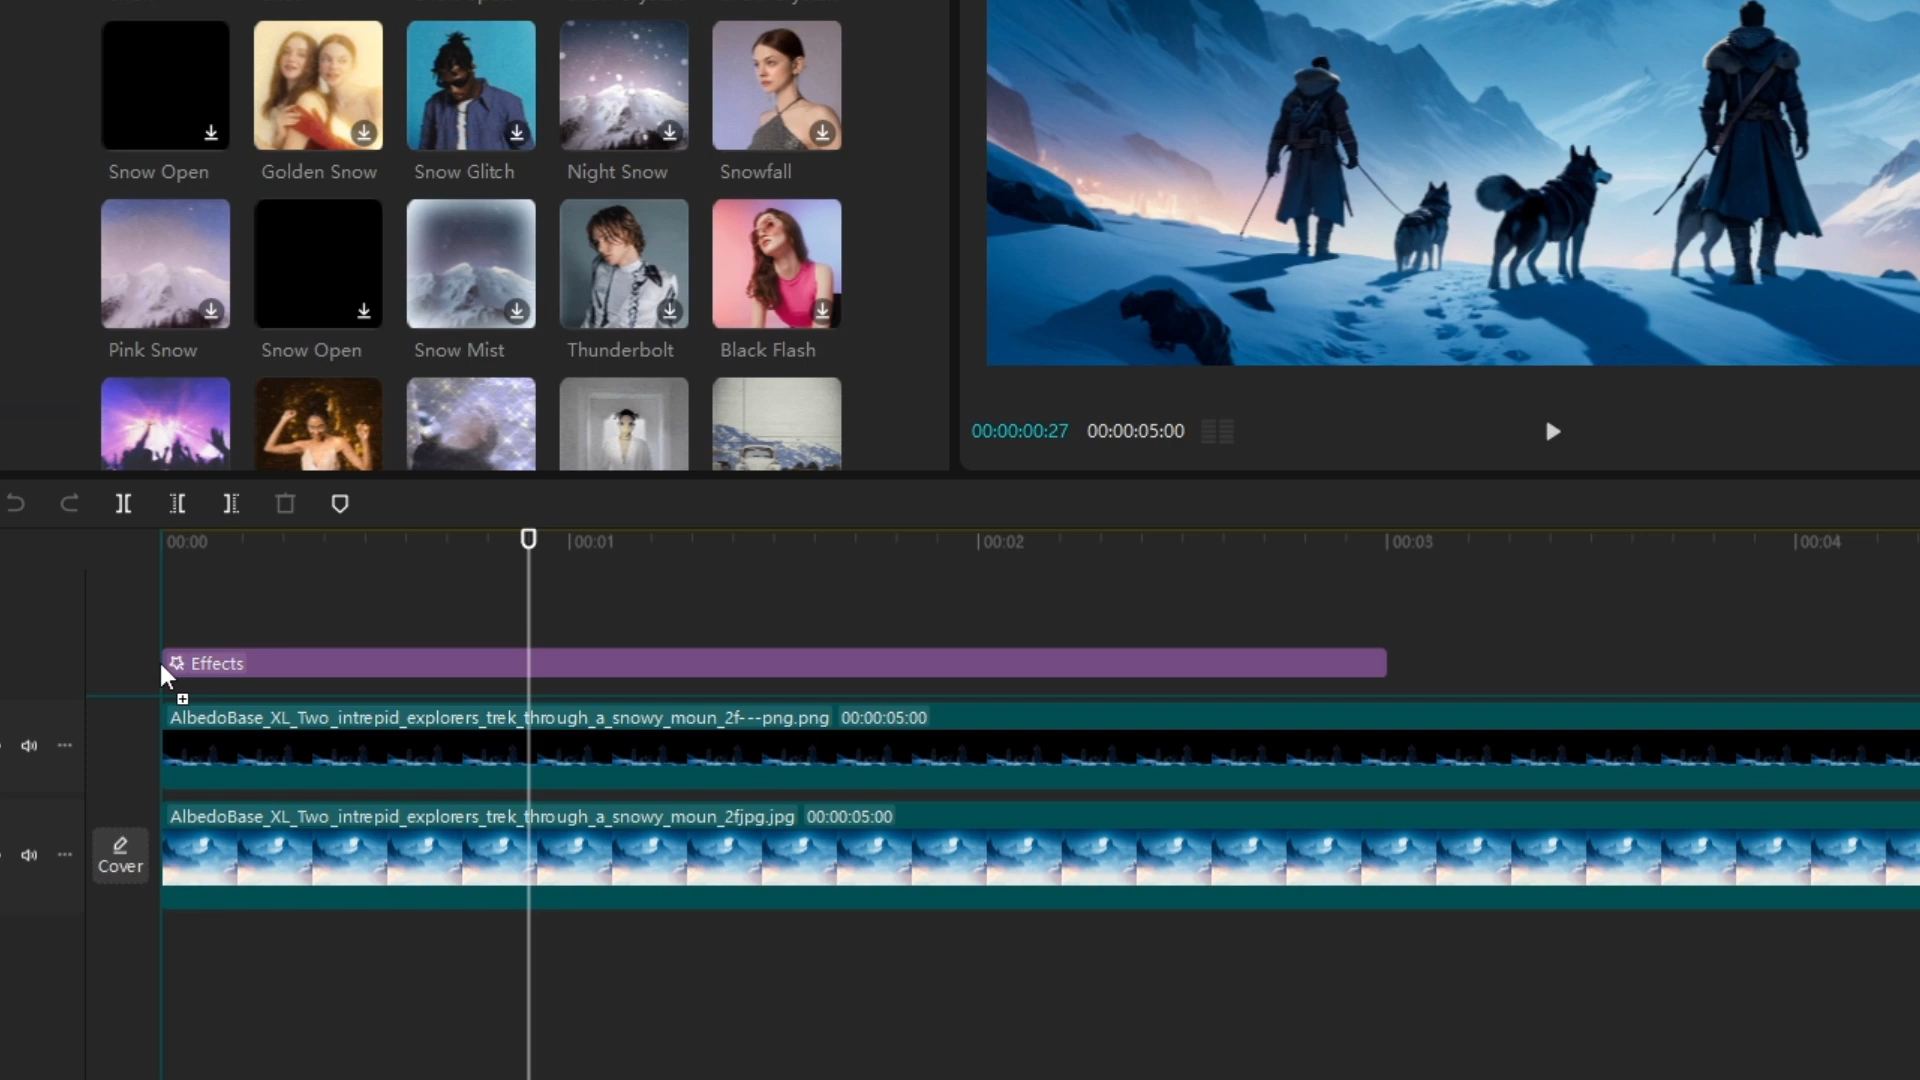 Snow Open
Golden Snow
Snow Glitch
Night Snow
Snowfall
Pink Snow
Snow Open
Snow Mist
Thunderbolt
Black Flash
00:00:00:27 00:00:05:00
00:00 00:01 00:02 00:03 00:04
Effects
AlbedoBase_XL_Two_intrepid_explorers_trek_through_a_snowy_moun_2f---png.png 00:00:05:00
AlbedoBase_XL_Two_intrepid_explorers_trek_through_a_snowy_moun_2fjpg.jpg 00:00:05:00
Cover